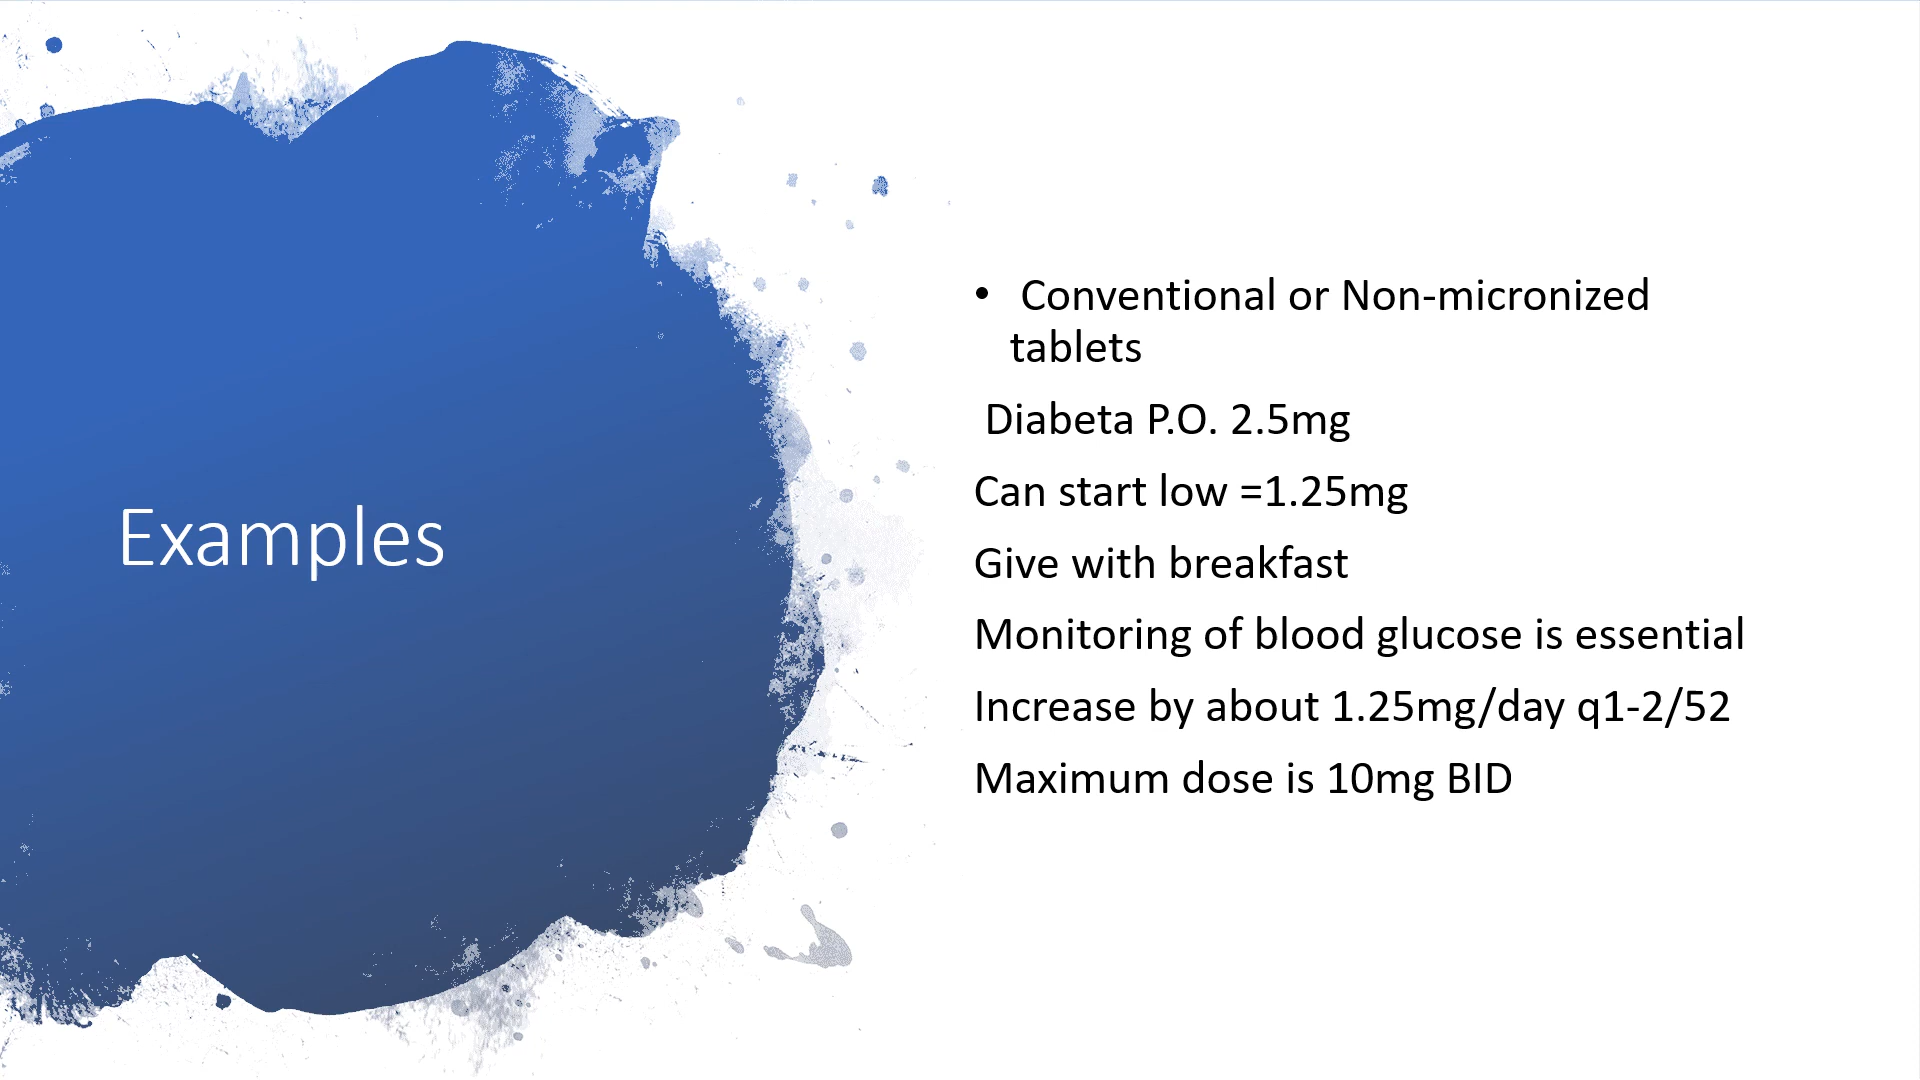 Examples
• Conventional or Non-micronized
tablets
Diabeta P.O. 2.5mg
Can start low =1.25mg
Give with breakfast
Monitoring of blood glucose is essential
Increase by about 1.25mg/day q1-2/52
Maximum dose is 10mg BID